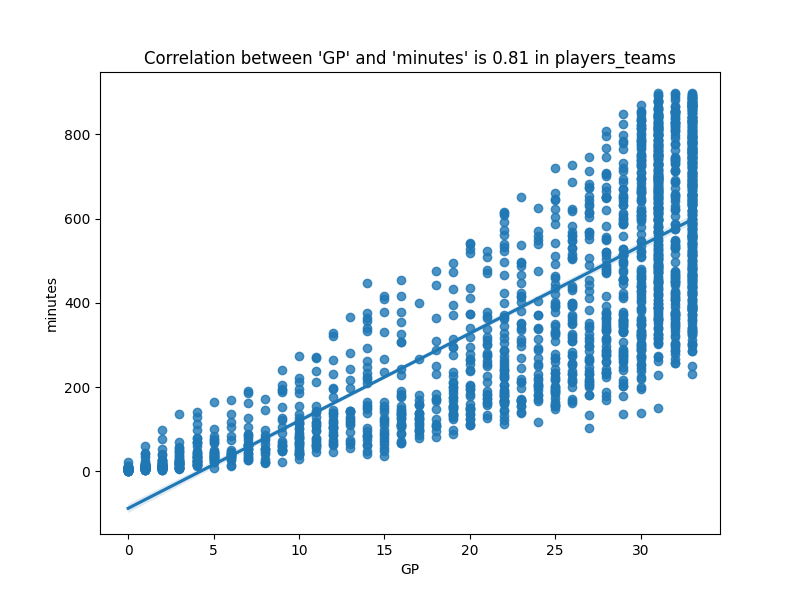 Correlation between 'GP' and 'minutes' is 0.81 in players_teams
minutes
800
600
400
200
0
0 5 10 15 20 25 30
GP